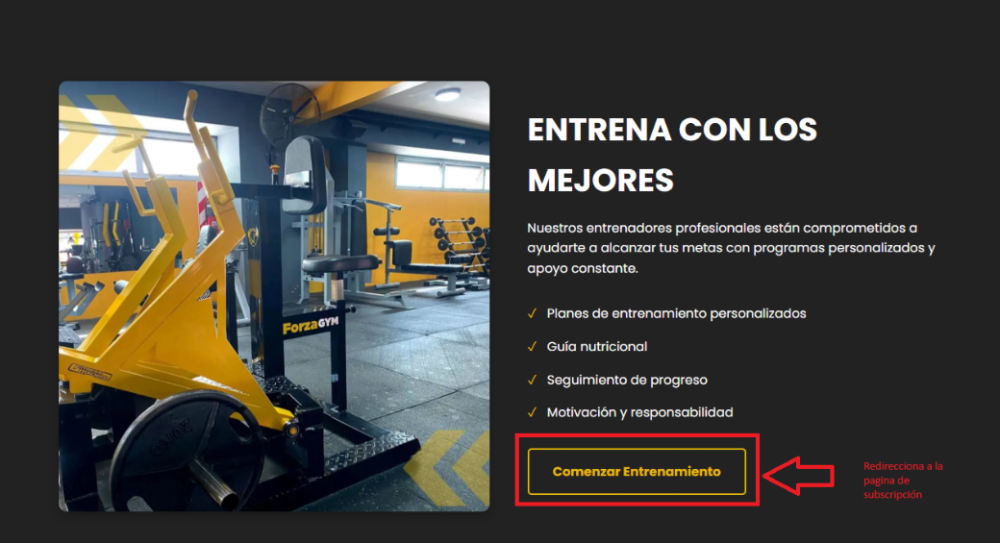 ENTRENA CON LOS
MEJORES
Nuestros entrenadores profesionales están comprometidos a
ayudarte a alcanzar tus metas con programas personalizados y
apoyo constante.
✓ Planes de entrenamiento personalizados
✓ Guía nutricional
✓ Seguimiento de progreso
✓ Motivación y responsabilidad
Comenzar Entrenamiento
Redirecciona a la
pagina de
subscripción
ForzaGYM